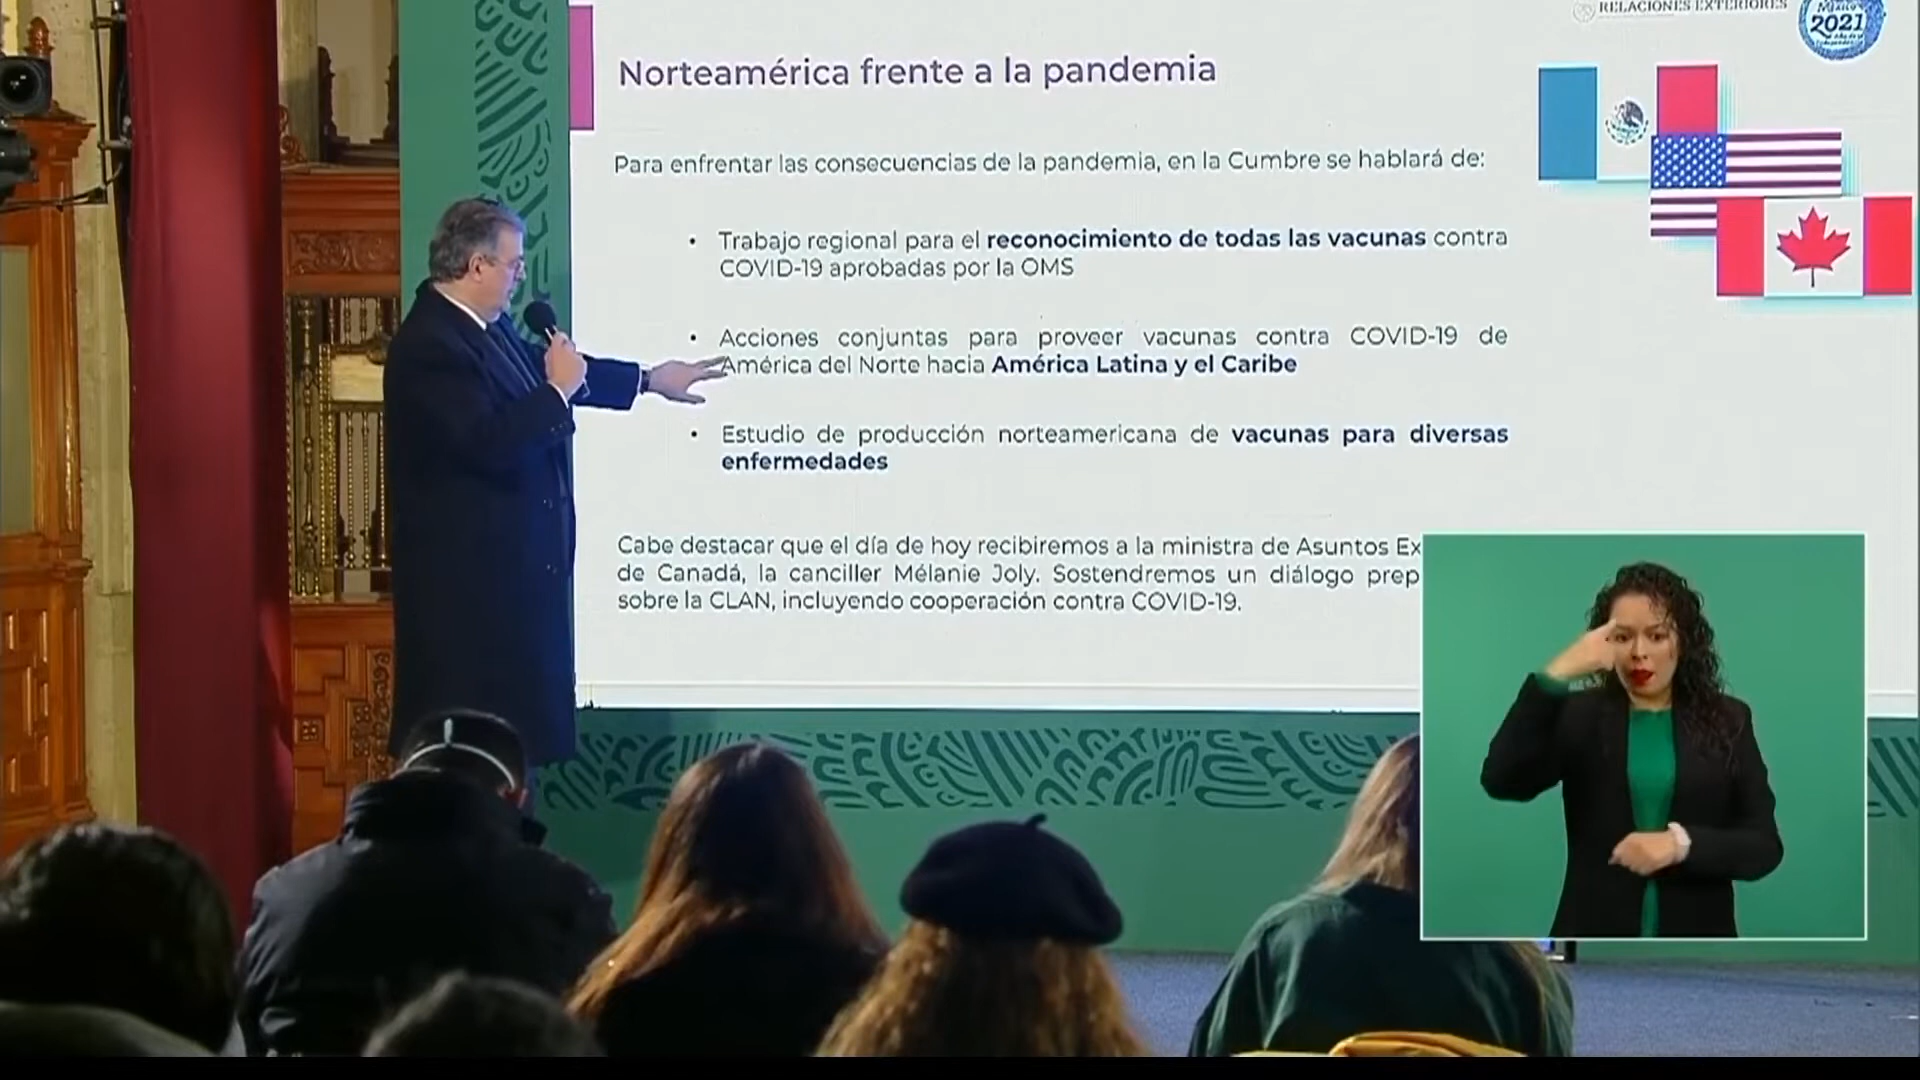 RELACIONES EXTERIORES
México
2021
Norteamérica frente a la pandemia
Para enfrentar las consecuencias de la pandemia, en la Cumbre se hablará de:
• Trabajo regional para el reconocimiento de todas las vacunas contra
COVID-19 aprobadas por la OMS
• Acciones conjuntas para proveer vacunas contra COVID-19 de
América del Norte hacia América Latina y el Caribe
• Estudio de producción norteamericana de vacunas para diversas
enfermedades
Cabe destacar que el día de hoy recibiremos a la ministra de Asuntos Ex
de Canadá, la canciller Mélanie Joly. Sostendremos un diálogo prep
sobre la CLAN, incluyendo cooperación contra COVID-19.